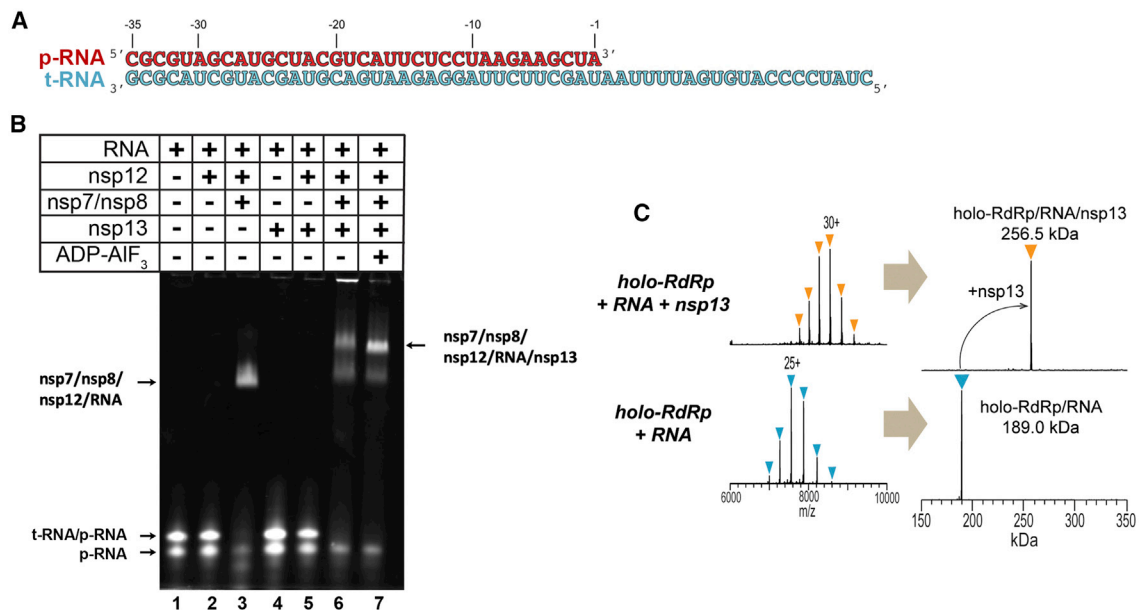 A
-35 -30 -20 -10 -1
p-RNA 5' CGCGUAGCAUGCUACGUCAUUCUCCUAAGAAGCUA 3'
t-RNA 3' GCGCAUCGUACGAUGCAGUAAGAGGAUUCUUCGAUAAUUUUAGUGUACCCCUAUC 5'
B
RNA + + + + + + +
nsp12 - + + - + + +
nsp7/nsp8 - - + - - + +
nsp13 - - - + + + +
ADP-AlF3 - - - - - - +
nsp7/nsp8/
nsp12/RNA
nsp7/nsp8/
nsp12/RNA/nsp13
t-RNA/p-RNA
p-RNA
1 2 3 4 5 6 7
C
holo-RdRp
+ RNA + nsp13
30+
holo-RdRp/RNA/nsp13
256.5 kDa
+nsp13
holo-RdRp
+ RNA
25+
holo-RdRp/RNA
189.0 kDa
6000 8000 10000
m/z
150 200 250 300 350
kDa